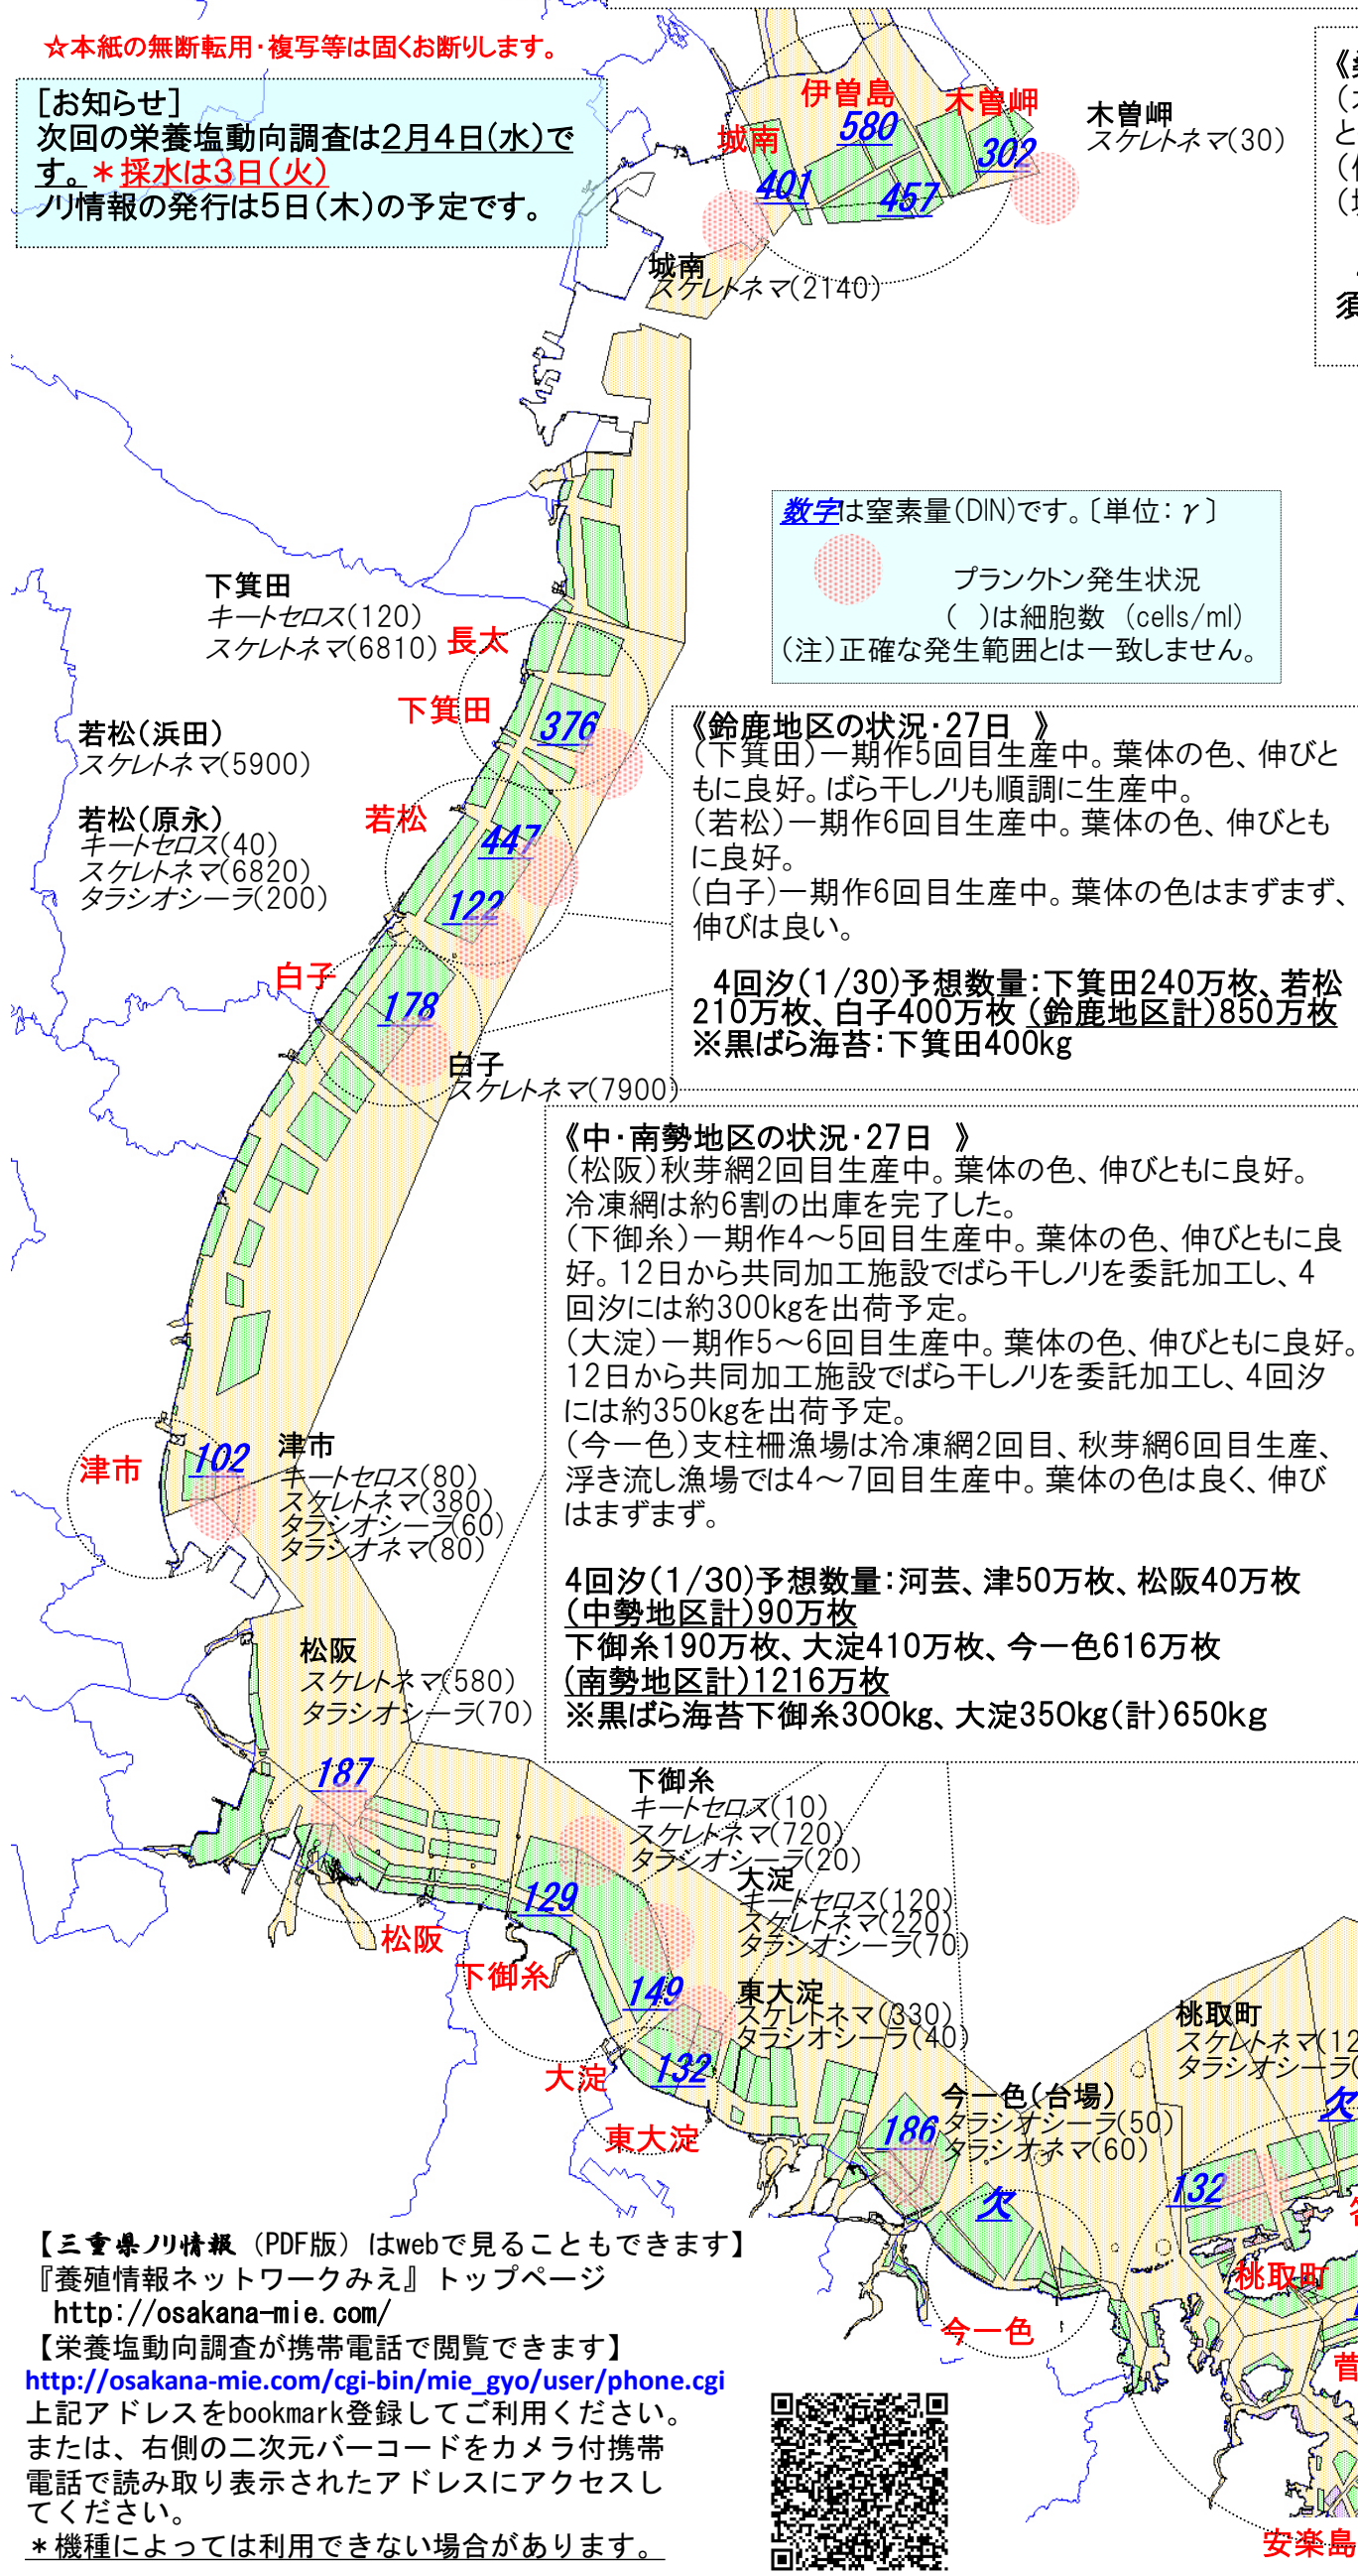 ☆本紙の無断転用・複写等は固くお断りします。
[お知らせ]
次回の栄養塩動向調査は2月4日(水)で
す。＊採水は3日(火)
ノリ情報の発行は5日(木)の予定です。
伊曽島
木曽岬
城南
580
302
401
457
木曽岬
スケレトネマ(30)
城南
スケレトネマ(2140)
数字は窒素量(DIN)です。〔単位：γ〕
プランクトン発生状況
( )は細胞数 (cells/ml)
(注)正確な発生範囲とは一致しません。
下箕田
キートセロス(120)
スケレトネマ(6810)
長太
下箕田
376
若松(浜田)
スケレトネマ(5900)
若松(原永)
キートセロス(40)
スケレトネマ(6820)
タラシオシーラ(200)
若松
447
122
白子
178
白子
スケレトネマ(7900)
《鈴鹿地区の状況・27日 》
(下箕田)一期作5回目生産中。葉体の色、伸びと
もに良好。ばら干しノリも順調に生産中。
(若松)一期作6回目生産中。葉体の色、伸びとも
に良好。
(白子)一期作6回目生産中。葉体の色はまずまず、
伸びは良い。
4回汐(1/30)予想数量：下箕田240万枚、若松
210万枚、白子400万枚 (鈴鹿地区計)850万枚
※黒ばら海苔：下箕田400kg
《中・南勢地区の状況・27日 》
(松阪)秋芽網2回目生産中。葉体の色、伸びともに良好。
冷凍網は約6割の出庫を完了した。
(下御糸)一期作4～5回目生産中。葉体の色、伸びともに良
好。12日から共同加工施設でばら干しノリを委託加工し、4
回汐には約300kgを出荷予定。
(大淀)一期作5～6回目生産中。葉体の色、伸びともに良好。
12日から共同加工施設でばら干しノリを委託加工し、4回汐
には約350kgを出荷予定。
(今一色)支柱柵漁場は冷凍網2回目、秋芽網6回目生産、
浮き流し漁場では4～7回目生産中。葉体の色は良く、伸び
はまずまず。
4回汐(1/30)予想数量：河芸、津50万枚、松阪40万枚
(中勢地区計)90万枚
下御糸190万枚、大淀410万枚、今一色616万枚
(南勢地区計)1216万枚
※黒ばら海苔下御糸300kg、大淀350kg(計)650kg
津市
102
津市
キートセロス(80)
スケレトネマ(380)
タラシオシーラ(60)
タラシオネマ(80)
松阪
スケレトネマ(580)
タラシオシーラ(70)
187
松阪
下御糸
キートセロス(10)
スケレトネマ(720)
タラシオシーラ(20)
129
下御糸
大淀
キートセロス(120)
スケレトネマ(220)
タラシオシーラ(70)
149
大淀
東大淀
スケレトネマ(330)
タラシオシーラ(40)
132
東大淀
今一色(台場)
タラシオシーラ(50)
タラシオネマ(60)
186
欠
今一色
桃取町
スケレトネマ(12
タラシオシーラ(
欠
132
桃取町
菅
安楽島
【三重県ノリ情報 (PDF版) はwebで見ることもできます】
『養殖情報ネットワークみえ』トップページ
http://osakana-mie.com/
【栄養塩動向調査が携帯電話で閲覧できます】
http://osakana-mie.com/cgi-bin/mie_gyo/user/phone.cgi
上記アドレスをbookmark登録してご利用ください。
または、右側の二次元バーコードをカメラ付携帯
電話で読み取り表示されたアドレスにアクセスし
てください。
＊機種によっては利用できない場合があります。